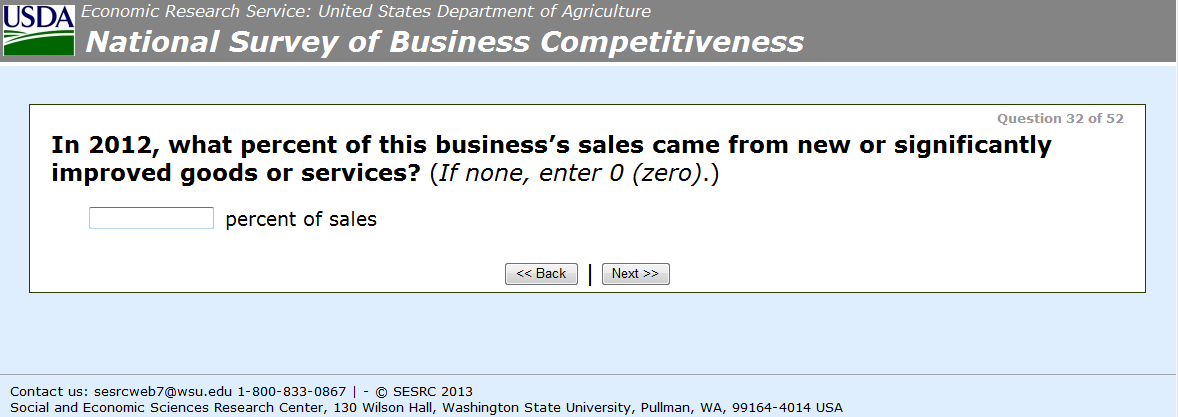 USDA
Economic Research Service: United States Department of Agriculture
National Survey of Business Competitiveness
Question 32 of 52
In 2012, what percent of this business’s sales came from new or significantly
improved goods or services? (If none, enter 0 (zero).)
percent of sales
<< Back | Next >>
Contact us: sesrcweb7@wsu.edu 1-800-833-0867 | - © SESRC 2013
Social and Economic Sciences Research Center, 130 Wilson Hall, Washington State University, Pullman, WA, 99164-4014 USA